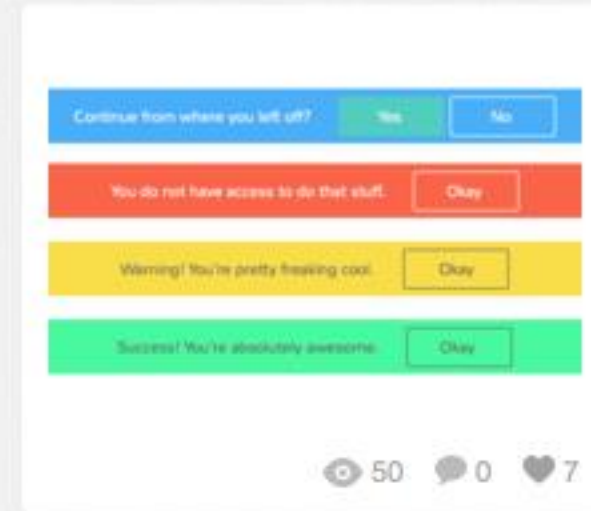 Continue from where you left off? Yes No
You do not have access to do that stuff. Okay
Warning! You're pretty freaking cool. Okay
Success! You're absolutely awesome. Okay
50 0 7